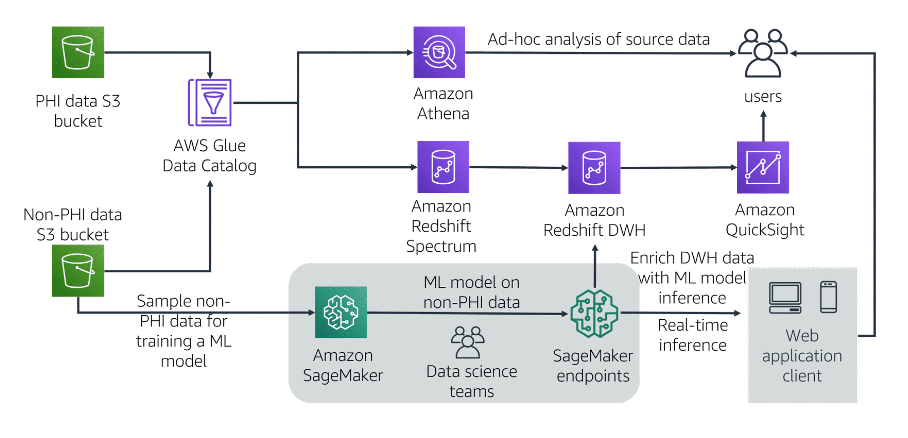 Ad-hoc analysis of source data
PHI data S3
bucket
Amazon
Athena
users
AWS Glue
Data Catalog
Non-PHI data
S3 bucket
Amazon
Redshift
Spectrum
Amazon
Redshift DWH
Amazon
QuickSight
Enrich DWH data
with ML model
inference
Sample non-
PHI data for
training a ML
model
ML model on
non-PHI data
Real-time
inference
Amazon
SageMaker
Data science
teams
SageMaker
endpoints
Web
application
client